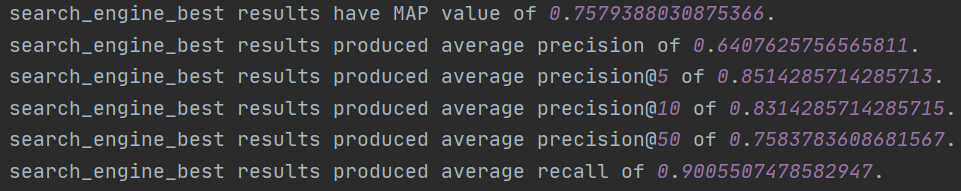 search_engine_best results have MAP value of 0.7579388030875366.
search_engine_best results produced average precision of 0.6407625756565811.
search_engine_best results produced average precision@5 of 0.8514285714285713.
search_engine_best results produced average precision@10 of 0.8314285714285715.
search_engine_best results produced average precision@50 of 0.7583783608681567.
search_engine_best results produced average recall of 0.9005507478582947.